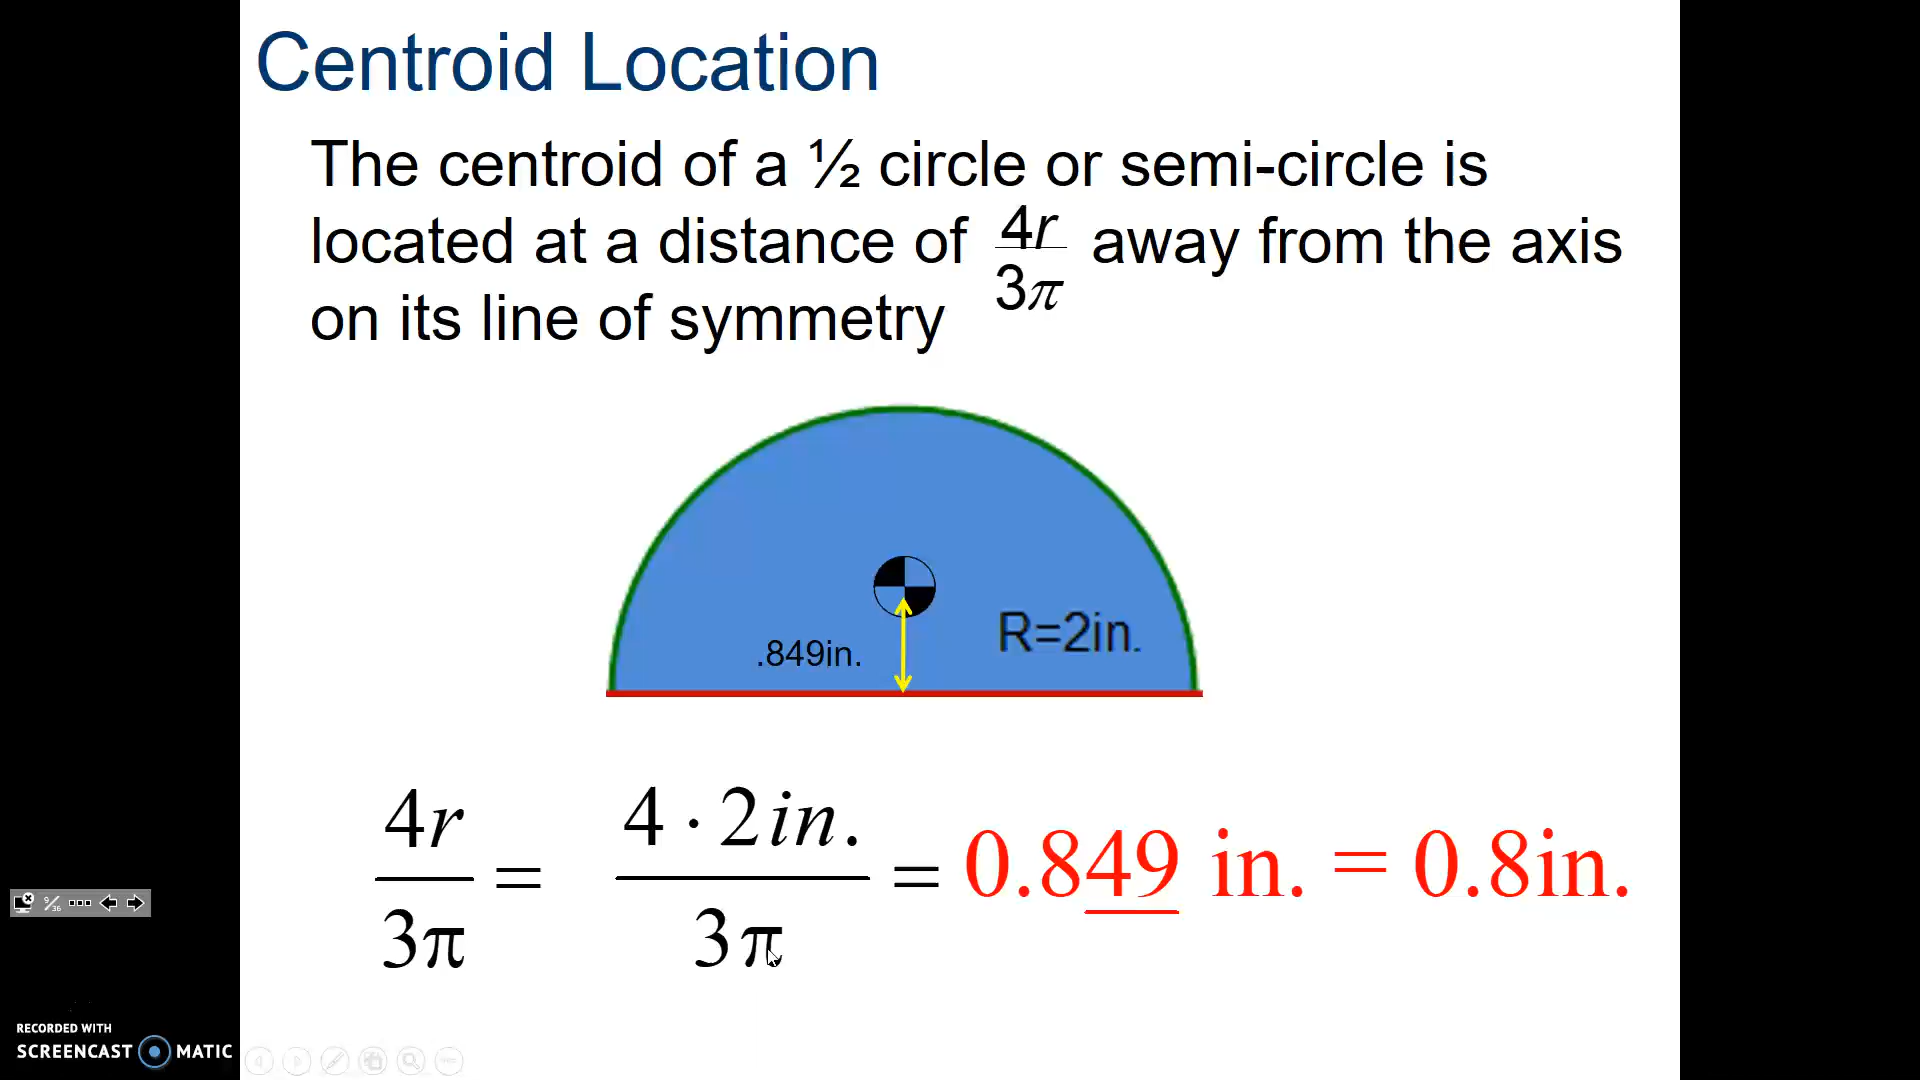 Centroid Location
The centroid of a ½ circle or semi-circle is
located at a distance of 4r/3π away from the axis
on its line of symmetry
R=2in.
.849in.
4r/3π = 4 · 2in./3π = 0.849 in. = 0.8in.
9/36
RECORDED WITH
SCREENCAST MATIC